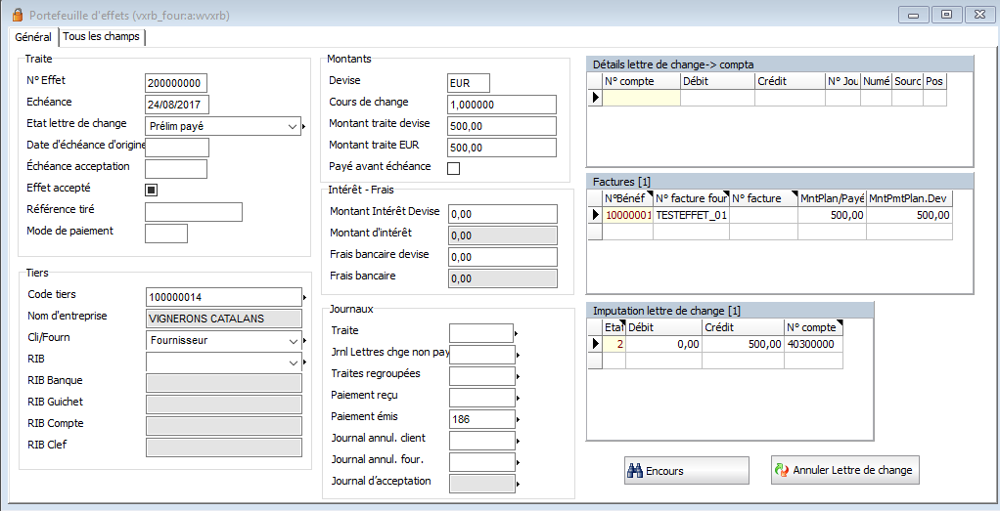 Portefeuille d'effets (vxrb_four:a:wvxrb)
Général Tous les champs
Traite
N° Effet 200000000
Echéance 24/08/2017
Etat lettre de change Prélim payé
Date d'échéance d'origine
Échéance acceptation
Effet accepté
Référence tiré
Mode de paiement
Tiers
Code tiers 100000014
Nom d'entreprise VIGNERONS CATALANS
Cli/Fourn Fournisseur
RIB
RIB Banque
RIB Guichet
RIB Compte
RIB Clef
Montants
Devise EUR
Cours de change 1,000000
Montant traite devise 500,00
Montant traite EUR 500,00
Payé avant échéance
Intérêt - Frais
Montant Intérêt Devise 0,00
Montant d'intérêt 0,00
Frais bancaire devise 0,00
Frais bancaire 0,00
Journaux
Traite
Jrnl Lettres chge non pay
Traites regroupées
Paiement reçu
Paiement émis 186
Journal annul. client
Journal annul. four.
Journal d'acceptation
Détails lettre de change-> compta
N° compte Débit Crédit N° Jou Numé Sourc Pos
Factures [1]
N°Bénéf N° facture four N° facture MntPlan/Payé MntPmtPlan.Dev
10000001 TESTEFFET_01 500,00 500,00
Imputation lettre de change [1]
Etat Débit Crédit N° compte
2 0,00 500,00 40300000
Encours Annuler Lettre de change